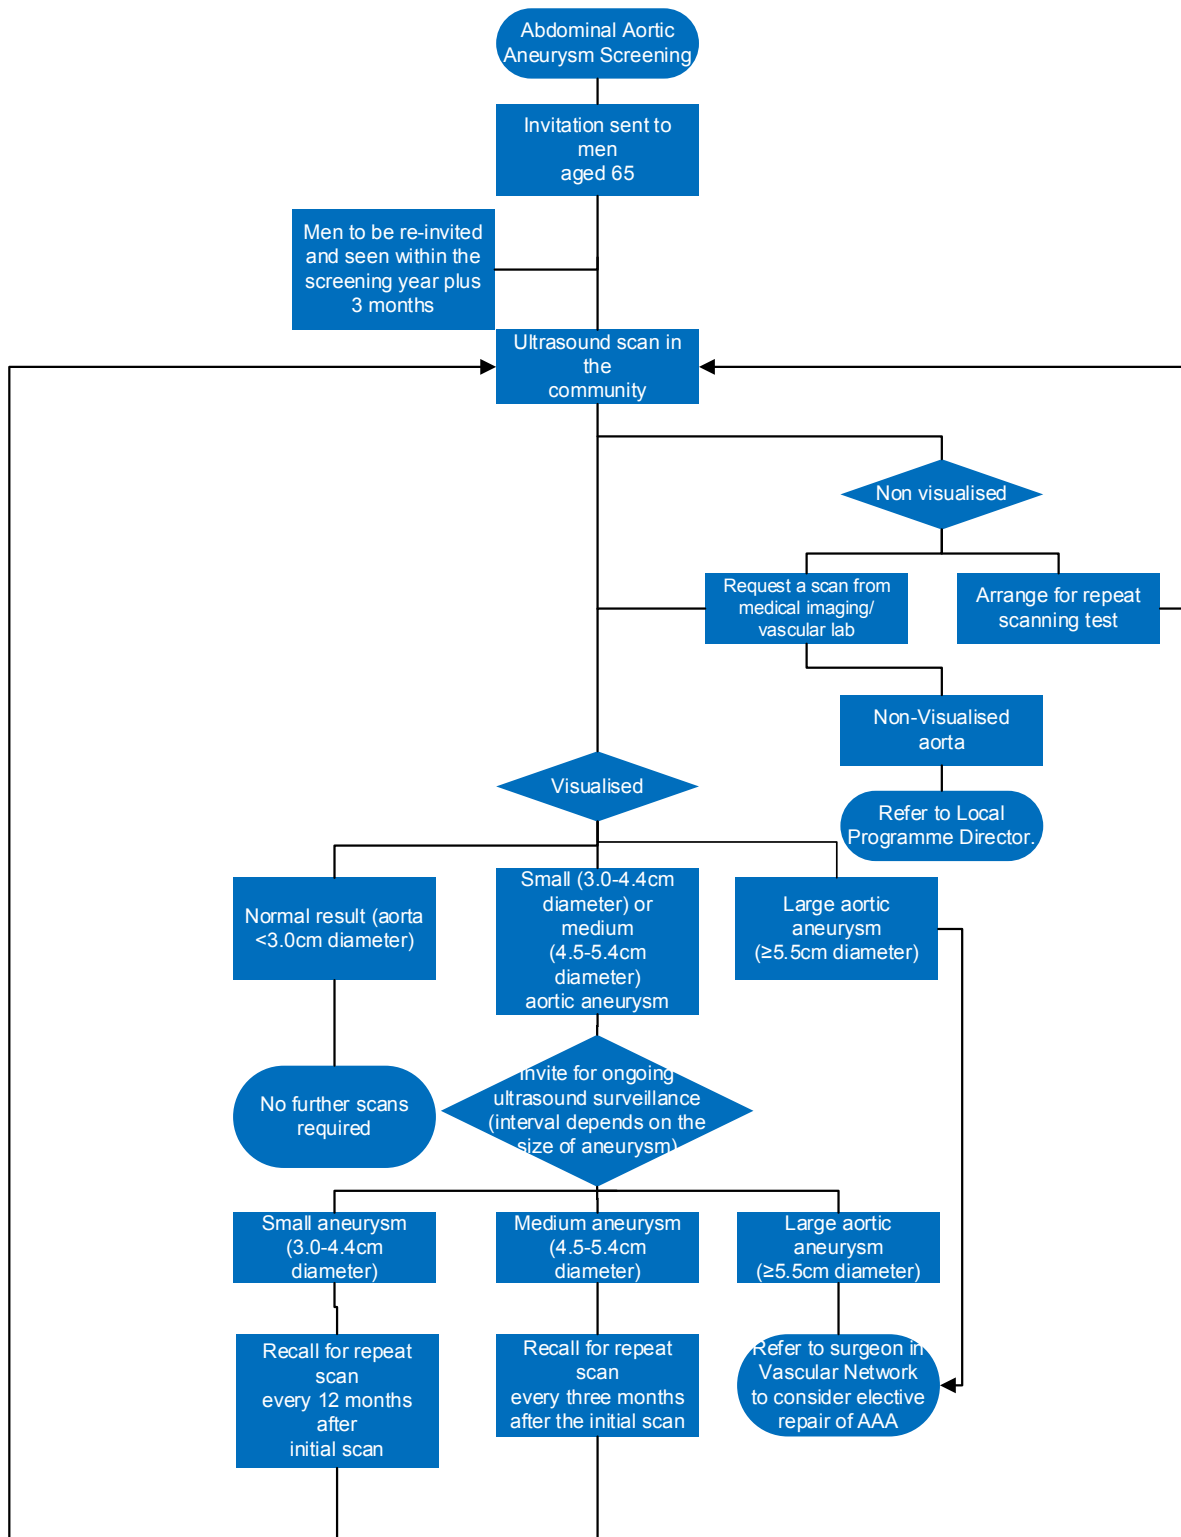 Abdominal Aortic
Aneurysm Screening
Invitation sent to
men
aged 65
Men to be re-invited
and seen within the
screening year plus
3 months
Ultrasound scan in
the
community
Non visualised
Request a scan from
medical imaging/
vascular lab
Arrange for repeat
scanning test
Non-Visualised
aorta
Refer to Local
Programme Director.
Visualised
Normal result (aorta
<3.0cm diameter)
Small (3.0-4.4cm
diameter) or
medium
(4.5-5.4cm
diameter)
aortic aneurysm
Large aortic
aneurysm
(≥5.5cm diameter)
No further scans
required
Invite for ongoing
ultrasound surveillance
(interval depends on the
size of aneurysm)
Small aneurysm
(3.0-4.4cm
diameter)
Medium aneurysm
(4.5-5.4cm
diameter)
Large aortic
aneurysm
(≥5.5cm diameter)
Recall for repeat
scan
every 12 months
after
initial scan
Recall for repeat
scan
every three months
after the initial scan
Refer to surgeon in
Vascular Network
to consider elective
repair of AAA